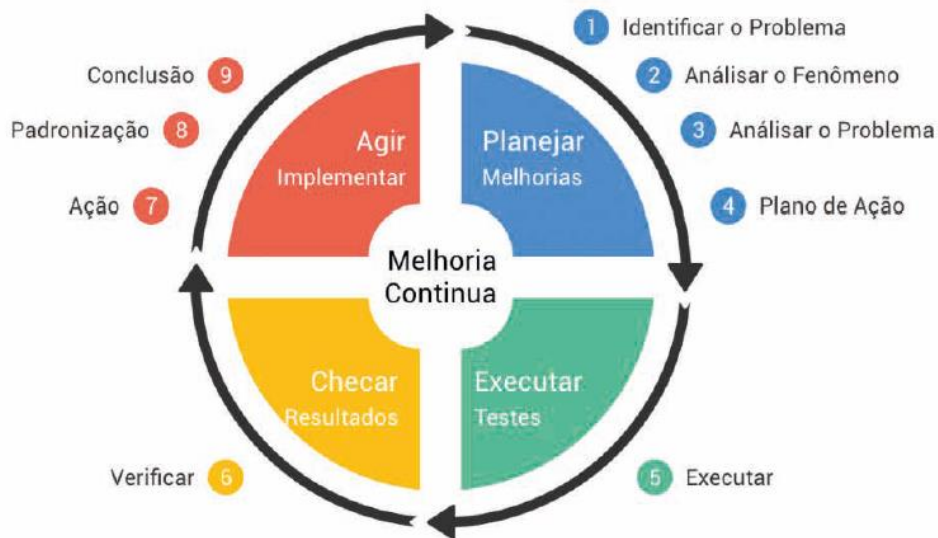 1 Identificar o Problema
2 Análisar o Fenômeno
3 Análisar o Problema
4 Plano de Ação
Planejar
Melhorias
5 Executar
Executar
Testes
Verificar 6
Checar
Resultados
Ação 7
Padronização 8
Conclusão 9
Agir
Implementar
Melhoria
Continua